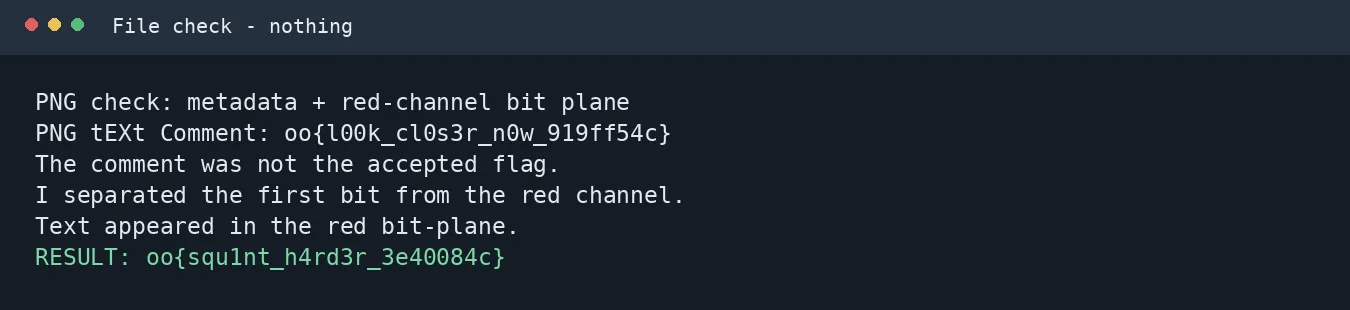 File check - nothing
PNG check: metadata + red-channel bit plane
PNG tEXt Comment: oo{l00k_cl0s3r_n0w_919ff54c}
The comment was not the accepted flag.
I separated the first bit from the red channel.
Text appeared in the red bit-plane.
RESULT: oo{squ1nt_h4rd3r_3e40084c}